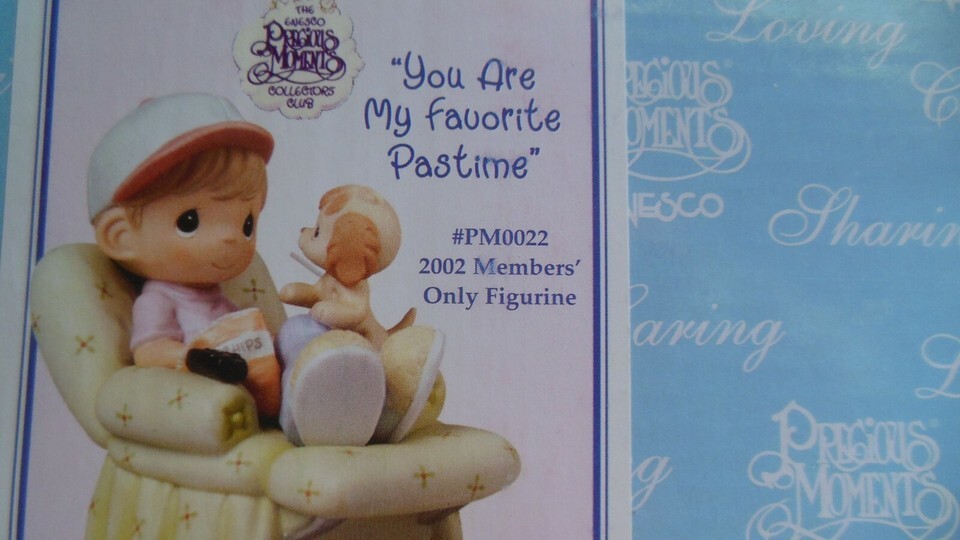 THE
ENESCO
PRECIOUS
MOMENTS
COLLECTORS
CLUB
"You Are
My Favorite
Pastime"
#PM0022
2002 Members'
Only Figurine
CHIPS
Loving
PRECIOUS
MOMENTS
ENESCO
Sharing
aring
PRECIOUS
MOMENTS